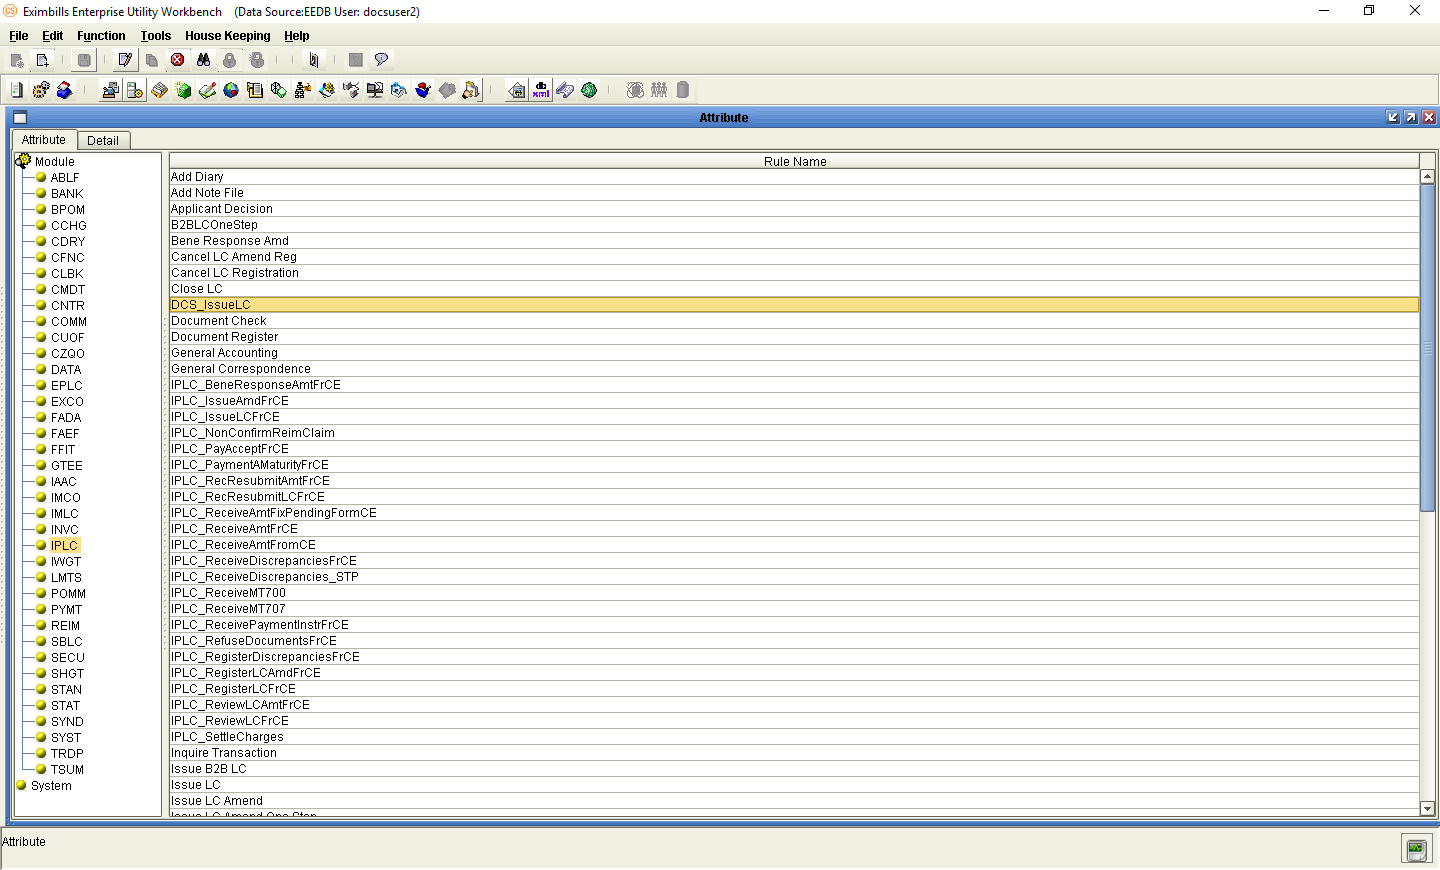 Eximbills Enterprise Utility Workbench (Data Source:EEDB User: docsuser2)
File Edit Function Tools House Keeping Help
Attribute
Attribute Detail
Module
ABLF
BANK
BPOM
CCHG
CDRY
CFNC
CLBK
CMDT
CNTR
COMM
CUOF
CZQO
DATA
EPLC
EXCO
FADA
FAEF
FFIT
GTEE
IAAC
IMCO
IMLC
INVC
IPLC
IWGT
LMTS
POMM
PYMT
REIM
SBLC
SECU
SHGT
STAN
STAT
SYND
SYST
TRDP
TSUM
System
Rule Name
Add Diary
Add Note File
Applicant Decision
B2BLCOneStep
Bene Response Amd
Cancel LC Amend Reg
Cancel LC Registration
Close LC
DCS_IssueLC
Document Check
Document Register
General Accounting
General Correspondence
IPLC_BeneResponseAmtFrCE
IPLC_IssueAmdFrCE
IPLC_IssueLCFrCE
IPLC_NonConfirmReimClaim
IPLC_PayAcceptFrCE
IPLC_PaymentAMaturityFrCE
IPLC_RecResubmitAmtFrCE
IPLC_RecResubmitLCFrCE
IPLC_ReceiveAmtFixPendingFormCE
IPLC_ReceiveAmtFrCE
IPLC_ReceiveAmtFromCE
IPLC_ReceiveDiscrepanciesFrCE
IPLC_ReceiveDiscrepancies_STP
IPLC_ReceiveMT700
IPLC_ReceiveMT707
IPLC_ReceivePaymentInstrFrCE
IPLC_RefuseDocumentsFrCE
IPLC_RegisterDiscrepanciesFrCE
IPLC_RegisterLCAmdFrCE
IPLC_RegisterLCFrCE
IPLC_ReviewLCAmtFrCE
IPLC_ReviewLCFrCE
IPLC_SettleCharges
Inquire Transaction
Issue B2B LC
Issue LC
Issue LC Amend
Issue LC Amend One Step
Attribute